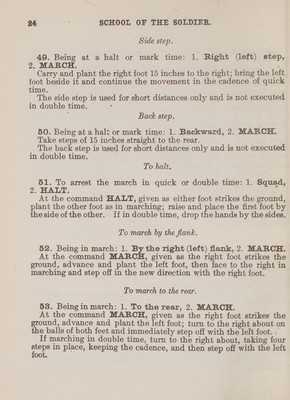 24 SCHOOL OF THE SOLDIER.
Side step.
49. Being at a halt or mark time: 1. Right (left) step,
2. MARCH.
Carry and plant the right foot 15 inches to the right; bring the left
foot beside it and continue the movement in the cadence of quick
time.
The side step is used for short distances only and is not executed
in double time.
Back step.
50. Being at a halt or mark time: 1. Backward, 2. MARCH.
Take steps of 15 inches straight to the rear.
The back step is used for short distances only and is not executed
in double time.
To halt.
51. To arrest the march in quick or double time: 1. Squad,
2. HALT.
At the command HALT, given as either foot strikes the ground,
plant the other foot as in marching; raise and place the first foot by
the side of the other. If in double time, drop the hands by the sides.
To march by the flank.
52. Being in march: 1. By the right (left) flank, 2. MARCH.
At the command MARCH, given as the right foot strikes the
ground, advance and plant the left foot, then face to the right in
marching and step off in the new direction with the right foot.
To march to the rear.
53. Being in march: 1. To the rear, 2. MARCH.
At the command MARCH, given as the right foot strikes the
ground, advance and plant the left foot; turn to the right about on
the balls of both feet and immediately step off with the left foot.
If marching in double time, turn to the right about, taking four
steps in place, keeping the cadence, and then step off with the left
foot.